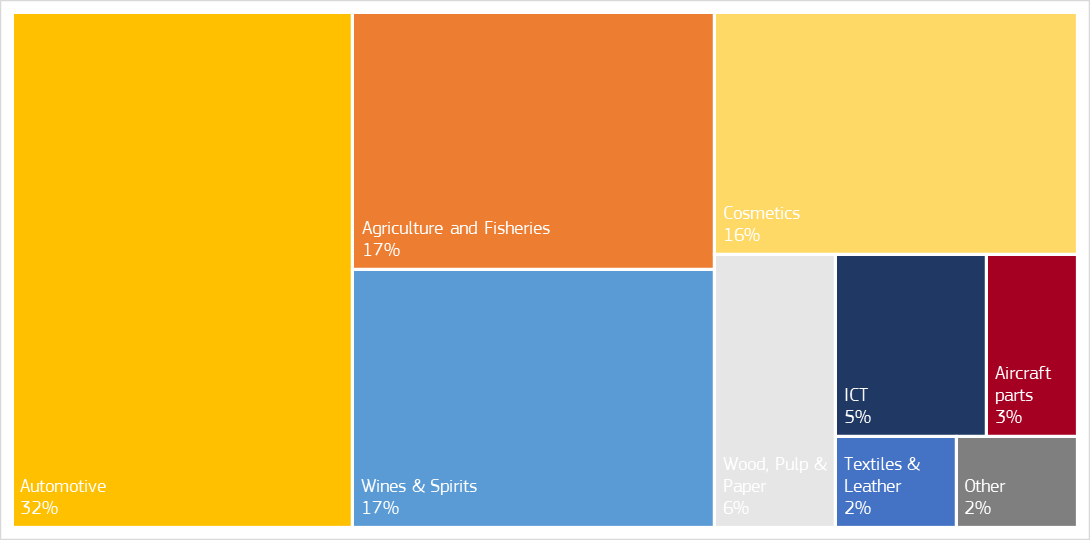 Automotive
32%
Agriculture and Fisheries
17%
Wines & Spirits
17%
Cosmetics
16%
Wood, Pulp &
Paper
6%
ICT
5%
Aircraft
parts
3%
Textiles &
Leather
2%
Other
2%